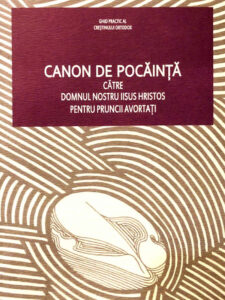 GHID PRACTIC AL
CREȘTINULUI ORTODOX
CANON DE POCĂINȚĂ
CĂTRE
DOMNUL NOSTRU IISUS HRISTOS
PENTRU PRUNCII AVORTAȚI